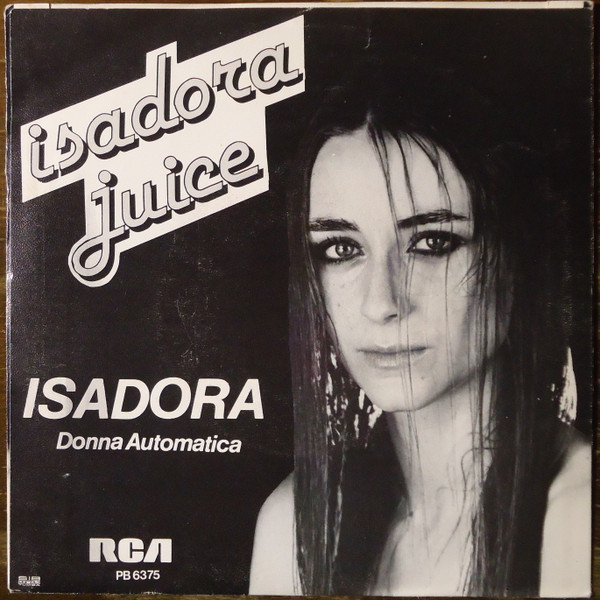 isadora
juice
ISADORA
Donna Automatica
RCA
PB 6375